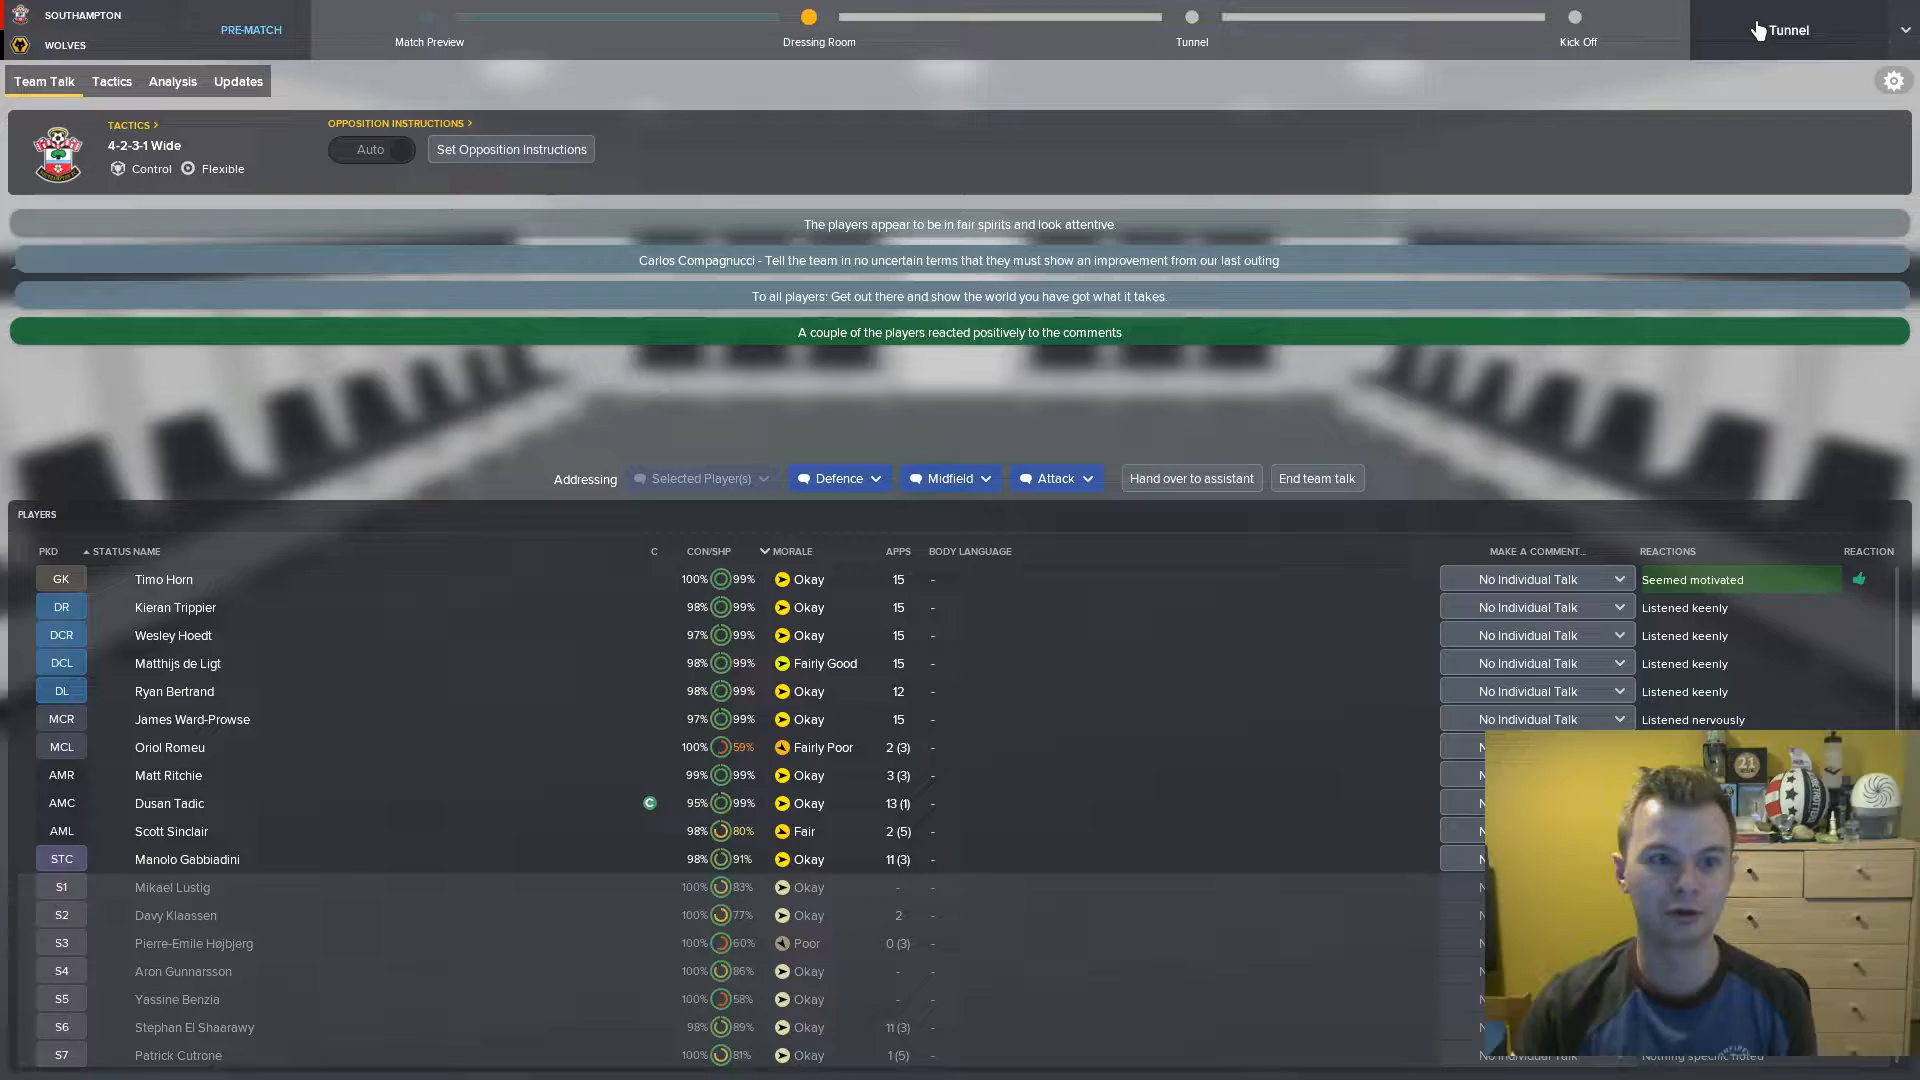 SOUTHAMPTON
WOLVES
PRE-MATCH
Match Preview
Dressing Room
Tunnel
Kick Off
Tunnel
Team Talk Tactics Analysis Updates
TACTICS >
4-2-3-1 Wide
Control Flexible
OPPOSITION INSTRUCTIONS >
Auto
Set Opposition Instructions
The players appear to be in fair spirits and look attentive.
Carlos Compagnucci - Tell the team in no uncertain terms that they must show an improvement from our last outing
To all players: Get out there and show the world you have got what it takes.
A couple of the players reacted positively to the comments
Addressing Selected Player(s) Defence Midfield Attack Hand over to assistant End team talk
PLAYERS
PKD STATUS NAME C CON/SHP MORALE APPS BODY LANGUAGE MAKE A COMMENT... REACTIONS REACTION
GK Timo Horn 100% 99% Okay 15 - No Individual Talk Seemed motivated
DR Kieran Trippier 98% 99% Okay 15 - No Individual Talk Listened keenly
DCR Wesley Hoedt 97% 99% Okay 15 - No Individual Talk Listened keenly
DCL Matthijs de Ligt 98% 99% Fairly Good 15 - No Individual Talk Listened keenly
DL Ryan Bertrand 98% 99% Okay 12 - No Individual Talk Listened keenly
MCR James Ward-Prowse 97% 99% Okay 15 - No Individual Talk Listened nervously
MCL Oriol Romeu 100% 59% Fairly Poor 2 (3) -
AMR Matt Ritchie 99% 99% Okay 3 (3) -
AMC Dusan Tadic C 95% 99% Okay 13 (1) -
AML Scott Sinclair 98% 80% Fair 2 (5) -
STC Manolo Gabbiadini 98% 91% Okay 11 (3) -
S1 Mikael Lustig 100% 83% Okay - -
S2 Davy Klaassen 100% 77% Okay 2 -
S3 Pierre-Emile Højbjerg 100% 60% Poor 0 (3) -
S4 Aron Gunnarsson 100% 86% Okay - -
S5 Yassine Benzia 100% 58% Okay - -
S6 Stephan El Shaarawy 98% 89% Okay 11 (3) -
S7 Patrick Cutrone 100% 81% Okay 1 (5) - No Individual Talk Nothing specific noted
21